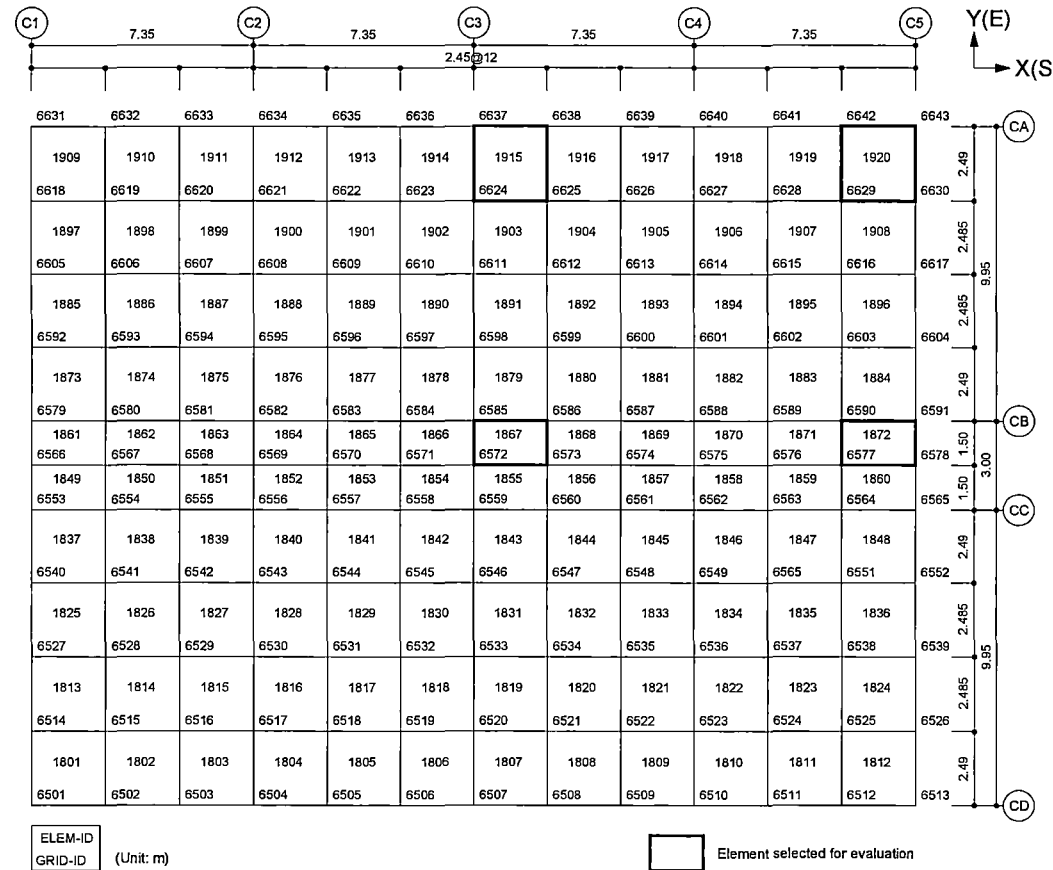 C1 C2 C3 C4 C5 Y(E)
7.35 7.35 7.35 7.35
2.45@12 X(S
6631 6632 6633 6634 6635 6636 6637 6638 6639 6640 6641 6642 6643 CA
1909 1910 1911 1912 1913 1914 1915 1916 1917 1918 1919 1920 2.49
6618 6619 6620 6621 6622 6623 6624 6625 6626 6627 6628 6629 6630
1897 1898 1899 1900 1901 1902 1903 1904 1905 1906 1907 1908 2.485
6605 6606 6607 6608 6609 6610 6611 6612 6613 6614 6615 6616 6617 9.95
1885 1886 1887 1888 1889 1890 1891 1892 1893 1894 1895 1896 2.485
6592 6593 6594 6595 6596 6597 6598 6599 6600 6601 6602 6603 6604
1873 1874 1875 1876 1877 1878 1879 1880 1881 1882 1883 1884 2.49
6579 6580 6581 6582 6583 6584 6585 6586 6587 6588 6589 6590 6591 CB
1861 1862 1863 1864 1865 1866 1867 1868 1869 1870 1871 1872 1.50
6566 6567 6568 6569 6570 6571 6572 6573 6574 6575 6576 6577 6578 3.00
1849 1850 1851 1852 1853 1854 1855 1856 1857 1858 1859 1860 1.50
6553 6554 6555 6556 6557 6558 6559 6560 6561 6562 6563 6564 6565 CC
1837 1838 1839 1840 1841 1842 1843 1844 1845 1846 1847 1848 2.49
6540 6541 6542 6543 6544 6545 6546 6547 6548 6549 6565 6551 6552
1825 1826 1827 1828 1829 1830 1831 1832 1833 1834 1835 1836 2.485
6527 6528 6529 6530 6531 6532 6533 6534 6535 6536 6537 6538 6539 9.95
1813 1814 1815 1816 1817 1818 1819 1820 1821 1822 1823 1824 2.485
6514 6515 6516 6517 6518 6519 6520 6521 6522 6523 6524 6525 6526
1801 1802 1803 1804 1805 1806 1807 1808 1809 1810 1811 1812 2.49
6501 6502 6503 6504 6505 6506 6507 6508 6509 6510 6511 6512 6513 CD
ELEM-ID
GRID-ID (Unit: m) Element selected for evaluation